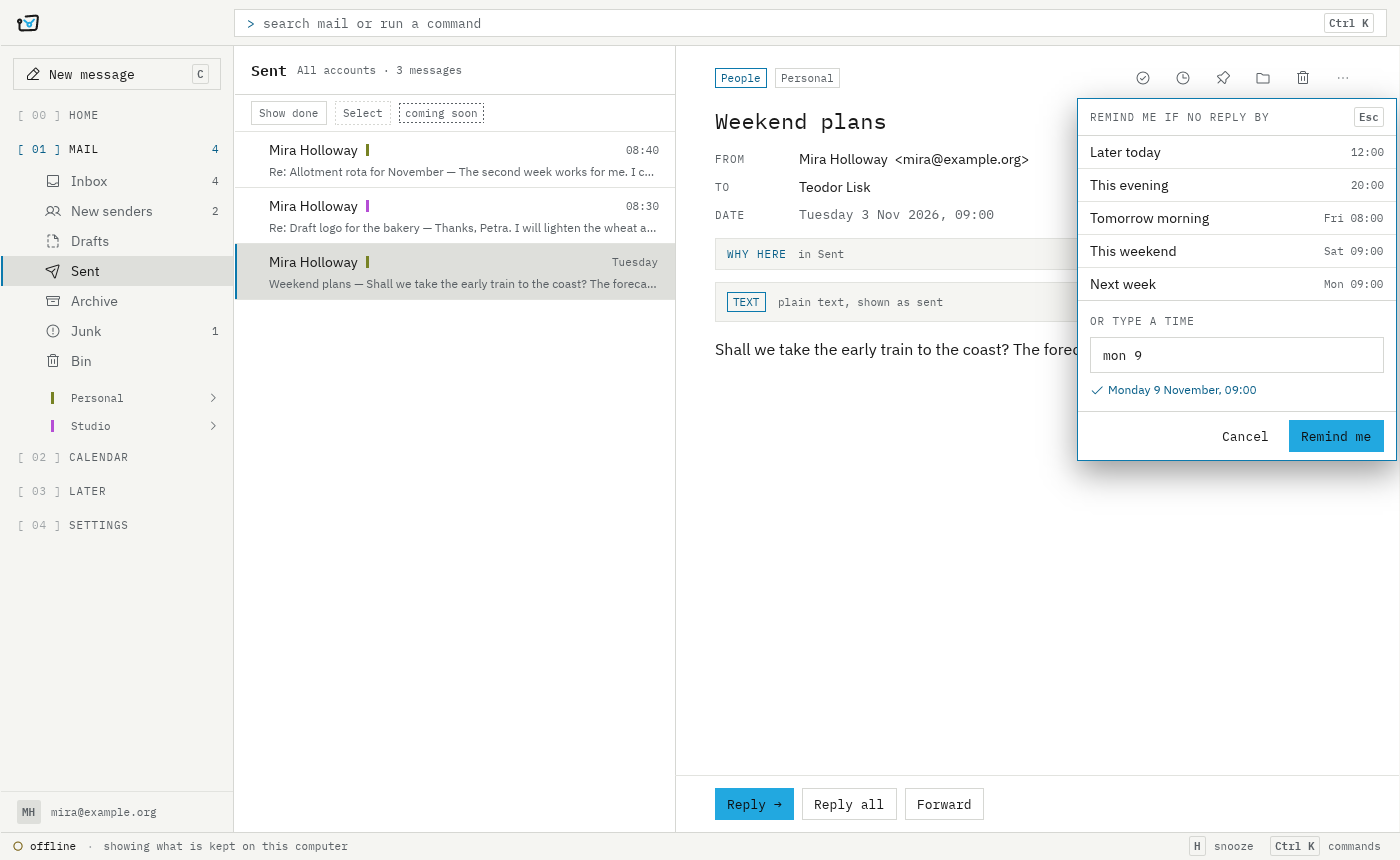 > search mail or run a command Ctrl K
New message C
[ 00 ] HOME
[ 01 ] MAIL 4
Inbox 4
New senders 2
Drafts
Sent
Archive
Junk 1
Bin
Personal
Studio
[ 02 ] CALENDAR
[ 03 ] LATER
[ 04 ] SETTINGS
MH mira@example.org
Sent All accounts · 3 messages
Show done Select coming soon
Mira Holloway 08:40
Re: Allotment rota for November — The second week works for me. I c…
Mira Holloway 08:30
Re: Draft logo for the bakery — Thanks, Petra. I will lighten the wheat a…
Mira Holloway Tuesday
Weekend plans — Shall we take the early train to the coast? The foreca…
People Personal
Weekend plans
FROM Mira Holloway <mira@example.org>
TO Teodor Lisk
DATE Tuesday 3 Nov 2026, 09:00
WHY HERE in Sent
TEXT plain text, shown as sent
Shall we take the early train to the coast? The forec
REMIND ME IF NO REPLY BY Esc
Later today 12:00
This evening 20:00
Tomorrow morning Fri 08:00
This weekend Sat 09:00
Next week Mon 09:00
OR TYPE A TIME
mon 9
Monday 9 November, 09:00
Cancel Remind me
Reply → Reply all Forward
offline · showing what is kept on this computer
H snooze Ctrl K commands